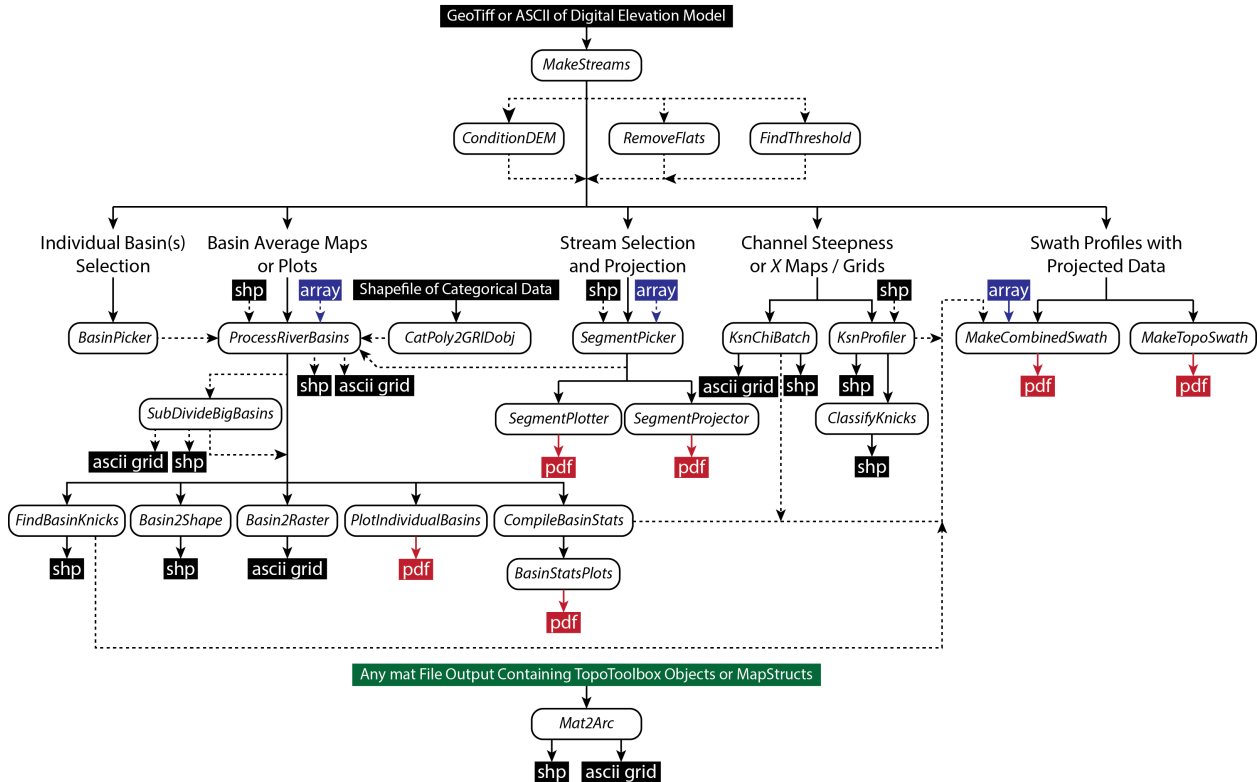 GeoTiff or ASCII of Digital Elevation Model
MakeStreams
ConditionDEM
RemoveFlats
FindThreshold
Individual Basin(s)
Selection
Basin Average Maps
or Plots
Stream Selection
and Projection
Channel Steepness
or X Maps / Grids
Swath Profiles with
Projected Data
shp
array
Shapefile of Categorical Data
shp
array
shp
array
BasinPicker
ProcessRiverBasins
CatPoly2GRIDobj
SegmentPicker
KsnChiBatch
KsnProfiler
MakeCombinedSwath
MakeTopoSwath
shp
ascii grid
ascii grid
shp
shp
pdf
pdf
SubDivideBigBasins
SegmentPlotter
SegmentProjector
ClassifyKnicks
ascii grid
shp
pdf
pdf
shp
FindBasinKnicks
Basin2Shape
Basin2Raster
PlotIndividualBasins
CompileBasinStats
shp
shp
ascii grid
pdf
BasinStatsPlots
pdf
Any mat File Output Containing TopoToolbox Objects or MapStructs
Mat2Arc
shp
ascii grid